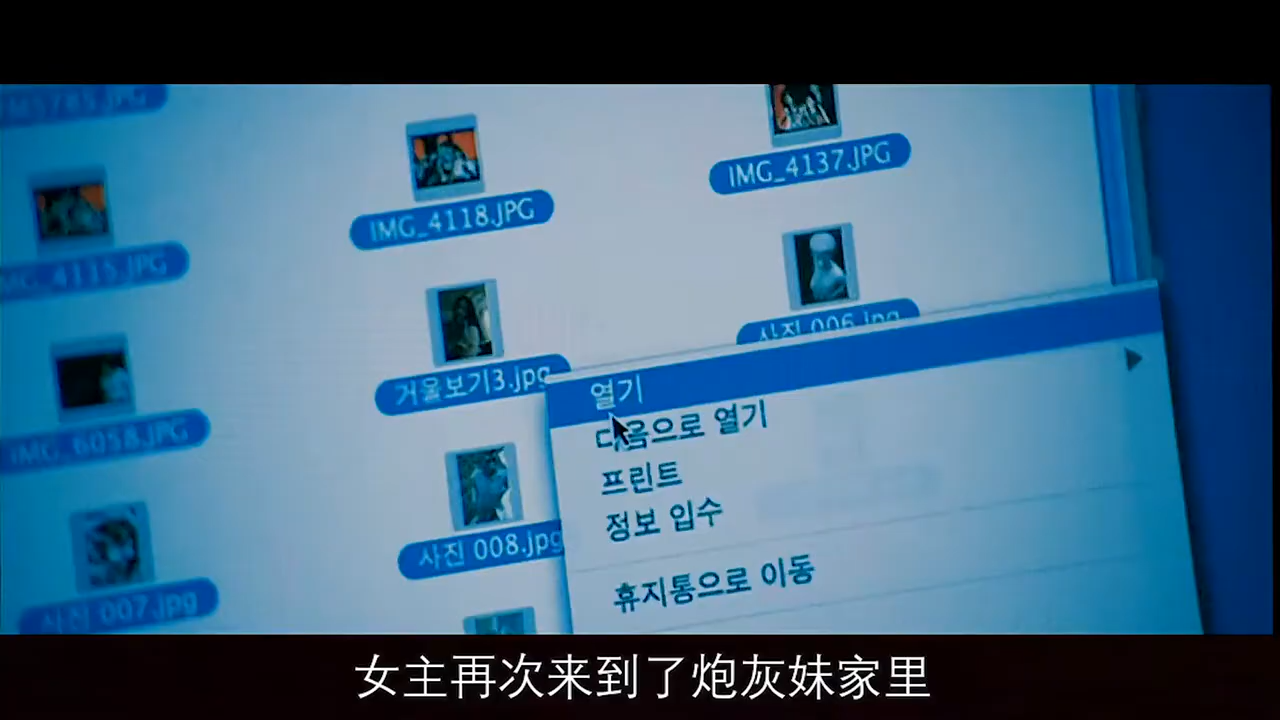 IMG_4137.JPG
IMG_4118.JPG
IMG_4115.JPG
사진 006.jpg
거울보기3.jpg
IMG_6058.JPG
열기
다음으로 열기
프린트
정보 입수
사진 008.jpg
휴지통으로 이동
사진 007.jpg
女主再次来到了炮灰妹家里